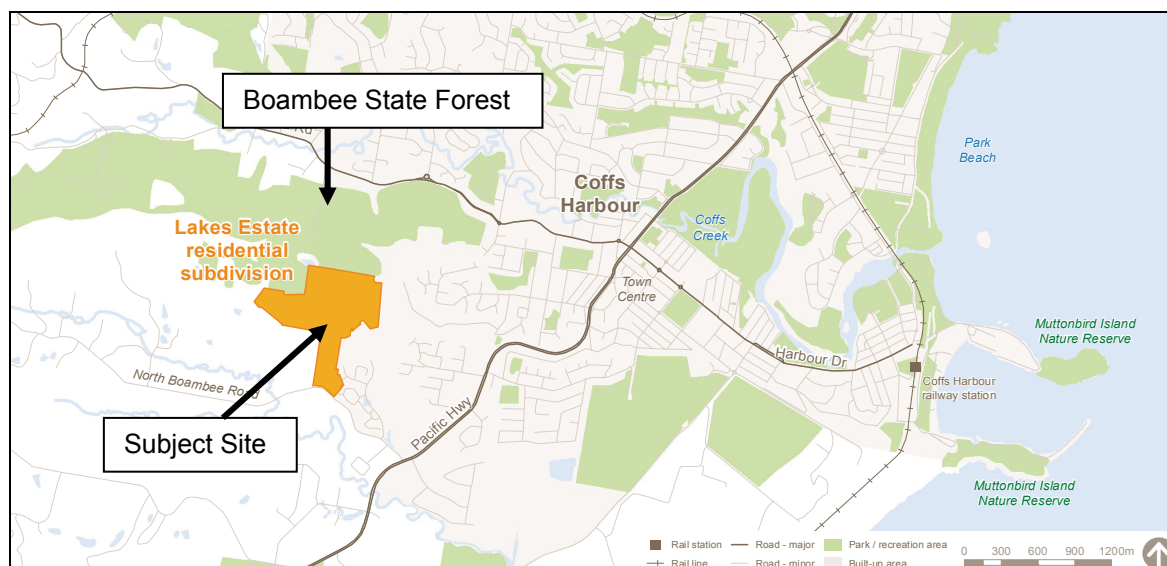 Boambee State Forest
Rd
Park
Beach
Coffs
Harbour
Coffs
Creek
Lakes Estate
residential
subdivision
Town
Centre
Muttonbird Island
Nature Reserve
Harbour Dr
North Boambee Road
Coffs Harbour
railway station
Pacific Hwy
Subject Site
Muttonbird Island
Nature Reserve
Rail station
Road - major
Park / recreation area
0 300 600 900 1200m
Rail line
Road - minor
Built-up area